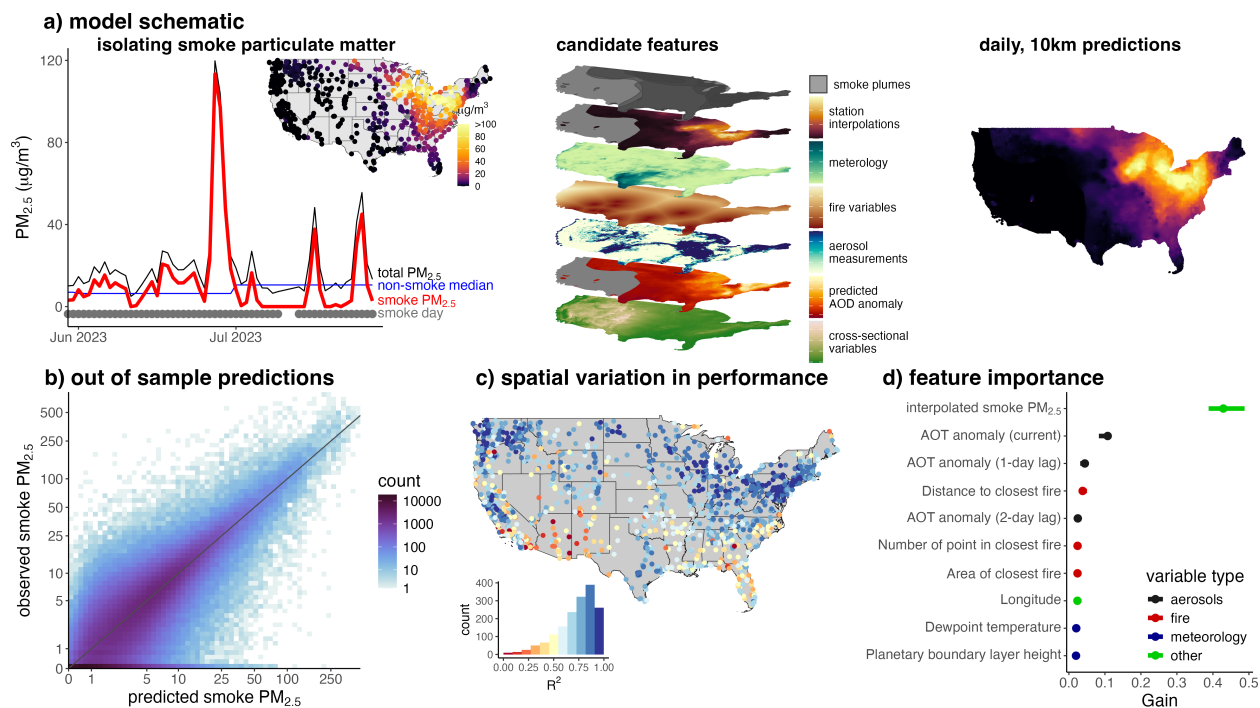 a) model schematic
isolating smoke particulate matter
candidate features
daily, 10km predictions
PM2.5 (μg/m3)
120
80
40
0
Jun 2023
Jul 2023
μg/m3
>100
80
60
40
20
0
total PM2.5
non-smoke median
smoke PM2.5
smoke day
smoke plumes
station
interpolations
meterology
fire variables
aerosol
measurements
predicted
AOD anomaly
cross-sectional
variables
b) out of sample predictions
observed smoke PM2.5
500
250
100
50
25
10
5
1
0
0 1 5 10 25 50 100 250
predicted smoke PM2.5
count
10000
1000
100
10
1
c) spatial variation in performance
count
400
300
200
100
0
0.00 0.25 0.50 0.75 1.00
R2
d) feature importance
interpolated smoke PM2.5
AOT anomaly (current)
AOT anomaly (1-day lag)
Distance to closest fire
AOT anomaly (2-day lag)
Number of point in closest fire
Area of closest fire
Longitude
Dewpoint temperature
Planetary boundary layer height
variable type
aerosols
fire
meteorology
other
0.0 0.1 0.2 0.3 0.4 0.5
Gain